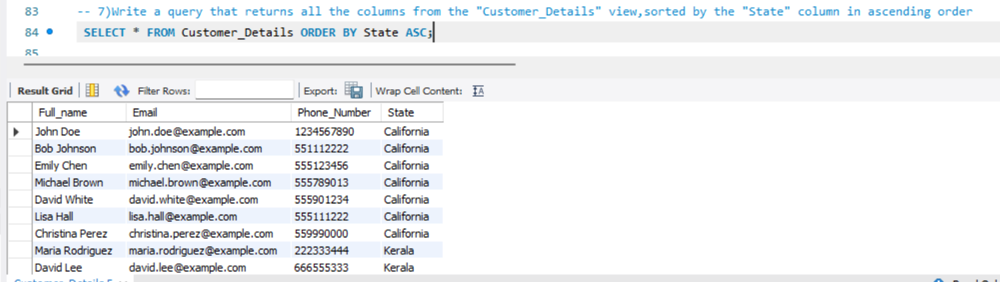 83 -- 7)Write a query that returns all the columns from the "Customer_Details" view,sorted by the "State" column in ascending order
84 SELECT * FROM Customer_Details ORDER BY State ASC;
85
Result Grid Filter Rows: Export: Wrap Cell Content:
Full_name Email Phone_Number State
John Doe john.doe@example.com 1234567890 California
Bob Johnson bob.johnson@example.com 551112222 California
Emily Chen emily.chen@example.com 555123456 California
Michael Brown michael.brown@example.com 555789013 California
David White david.white@example.com 555901234 California
Lisa Hall lisa.hall@example.com 555111222 California
Christina Perez christina.perez@example.com 559990000 California
Maria Rodriguez maria.rodriguez@example.com 222333444 Kerala
David Lee david.lee@example.com 666555333 Kerala